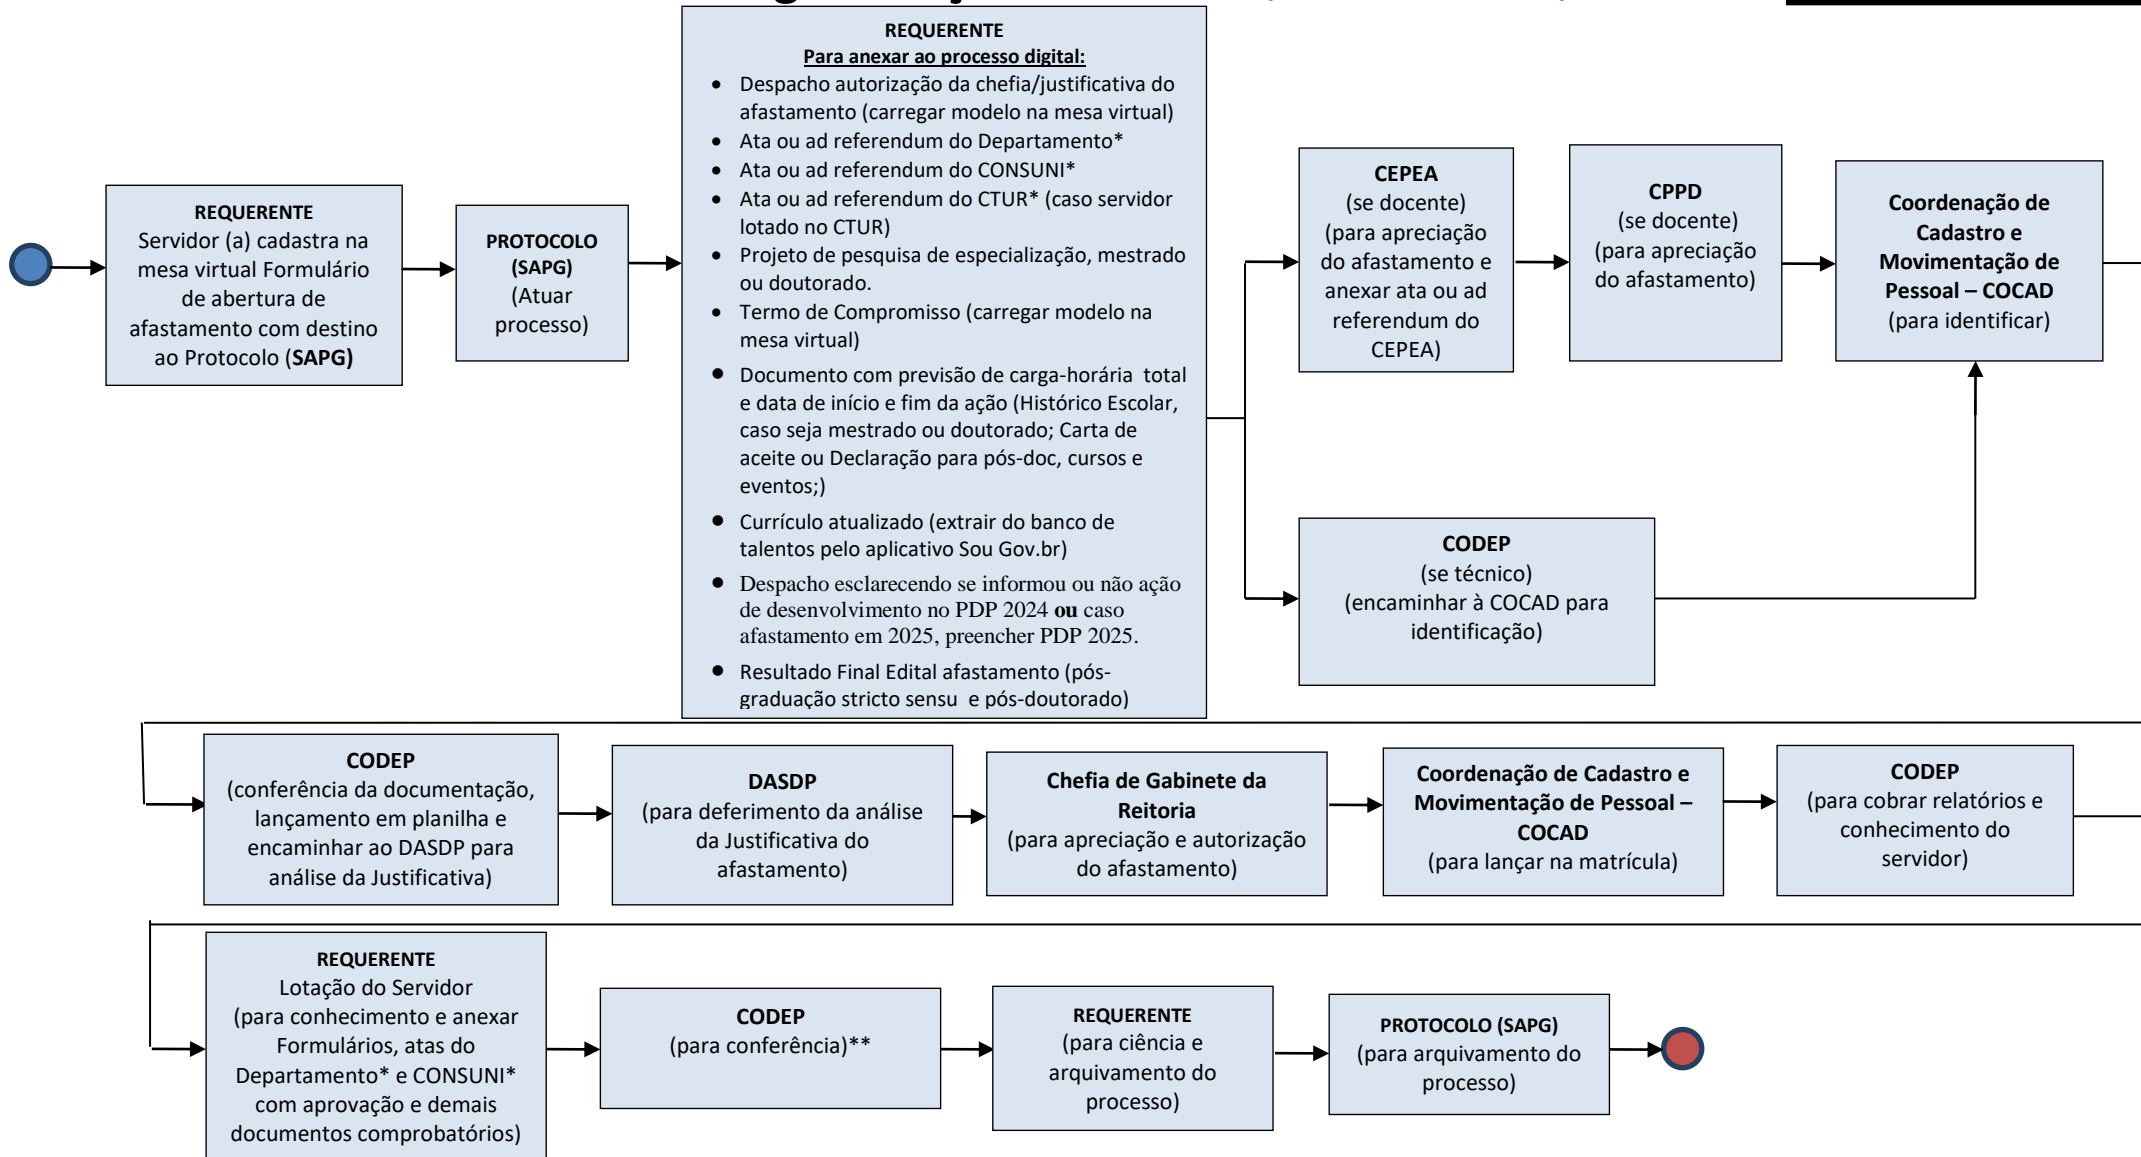 REQUERENTE
Servidor (a) cadastra na
mesa virtual Formulário
de abertura de
afastamento com destino
ao Protocolo (SAPG)
PROTOCOLO
(SAPG)
(Atuar
processo)
REQUERENTE
Para anexar ao processo digital:
• Despacho autorização da chefia/justificativa do
afastamento (carregar modelo na mesa virtual)
• Ata ou ad referendum do Departamento*
• Ata ou ad referendum do CONSUNI*
• Ata ou ad referendum do CTUR* (caso servidor
lotado no CTUR)
• Projeto de pesquisa de especialização, mestrado
ou doutorado.
• Termo de Compromisso (carregar modelo na
mesa virtual)
• Documento com previsão de carga-horária total
e data de início e fim da ação (Histórico Escolar,
caso seja mestrado ou doutorado; Carta de
aceite ou Declaração para pós-doc, cursos e
eventos;)
• Currículo atualizado (extrair do banco de
talentos pelo aplicativo Sou Gov.br)
• Despacho esclarecendo se informou ou não ação
de desenvolvimento no PDP 2024 ou caso
afastamento em 2025, preencher PDP 2025.
• Resultado Final Edital afastamento (pós-
graduação stricto sensu e pós-doutorado)
CEPEA
(se docente)
(para apreciação
do afastamento e
anexar ata ou ad
referendum do
CEPEA)
CPPD
(se docente)
(para apreciação
do afastamento)
Coordenação de
Cadastro e
Movimentação de
Pessoal – COCAD
(para identificar)
CODEP
(se técnico)
(encaminhar à COCAD para
identificação)
CODEP
(conferência da documentação,
lançamento em planilha e
encaminhar ao DASDP para
análise da Justificativa)
DASDP
(para deferimento da análise
da Justificativa do
afastamento)
Chefia de Gabinete da
Reitoria
(para apreciação e autorização
do afastamento)
Coordenação de Cadastro e
Movimentação de Pessoal –
COCAD
(para lançar na matrícula)
CODEP
(para cobrar relatórios e
conhecimento do
servidor)
REQUERENTE
Lotação do Servidor
(para conhecimento e anexar
Formulários, atas do
Departamento* e CONSUNI*
com aprovação e demais
documentos comprobatórios)
CODEP
(para conferência)**
REQUERENTE
(para ciência e
arquivamento do
processo)
PROTOCOLO (SAPG)
(para arquivamento do
processo)